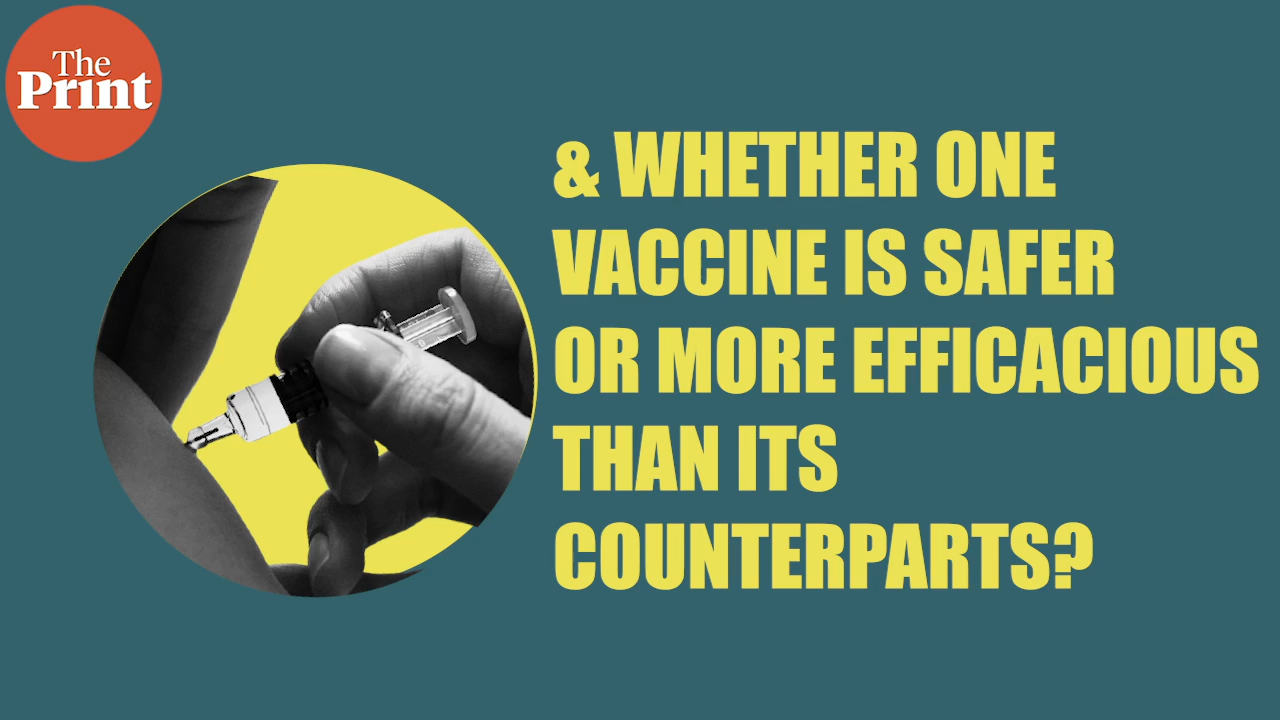 The
Print
& WHETHER ONE
VACCINE IS SAFER
OR MORE EFFICACIOUS
THAN ITS
COUNTERPARTS?